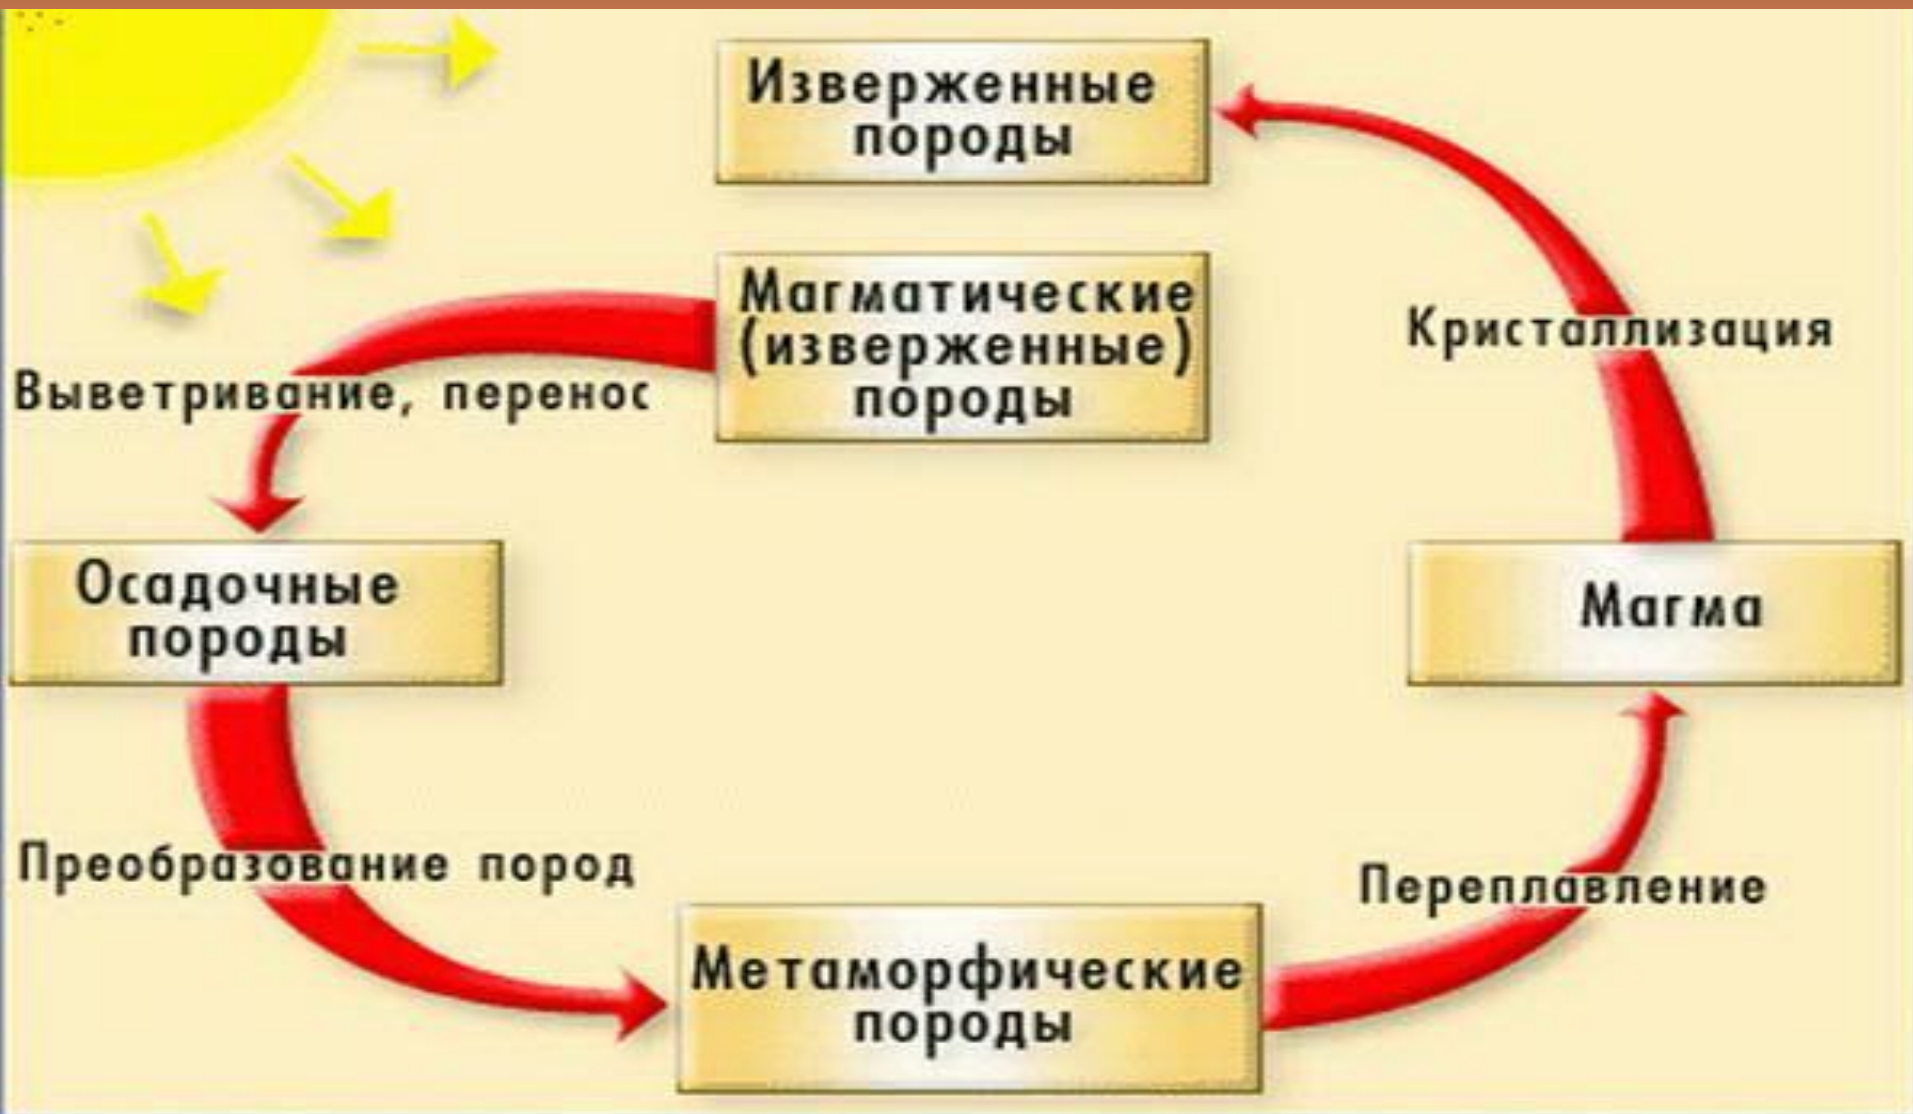 Изверженные
породы
Магматические
(изверженные)
породы
Кристаллизация
Выветривание, перенос
Осадочные
породы
Магма
Преобразование пород
Переплавление
Метаморфические
породы